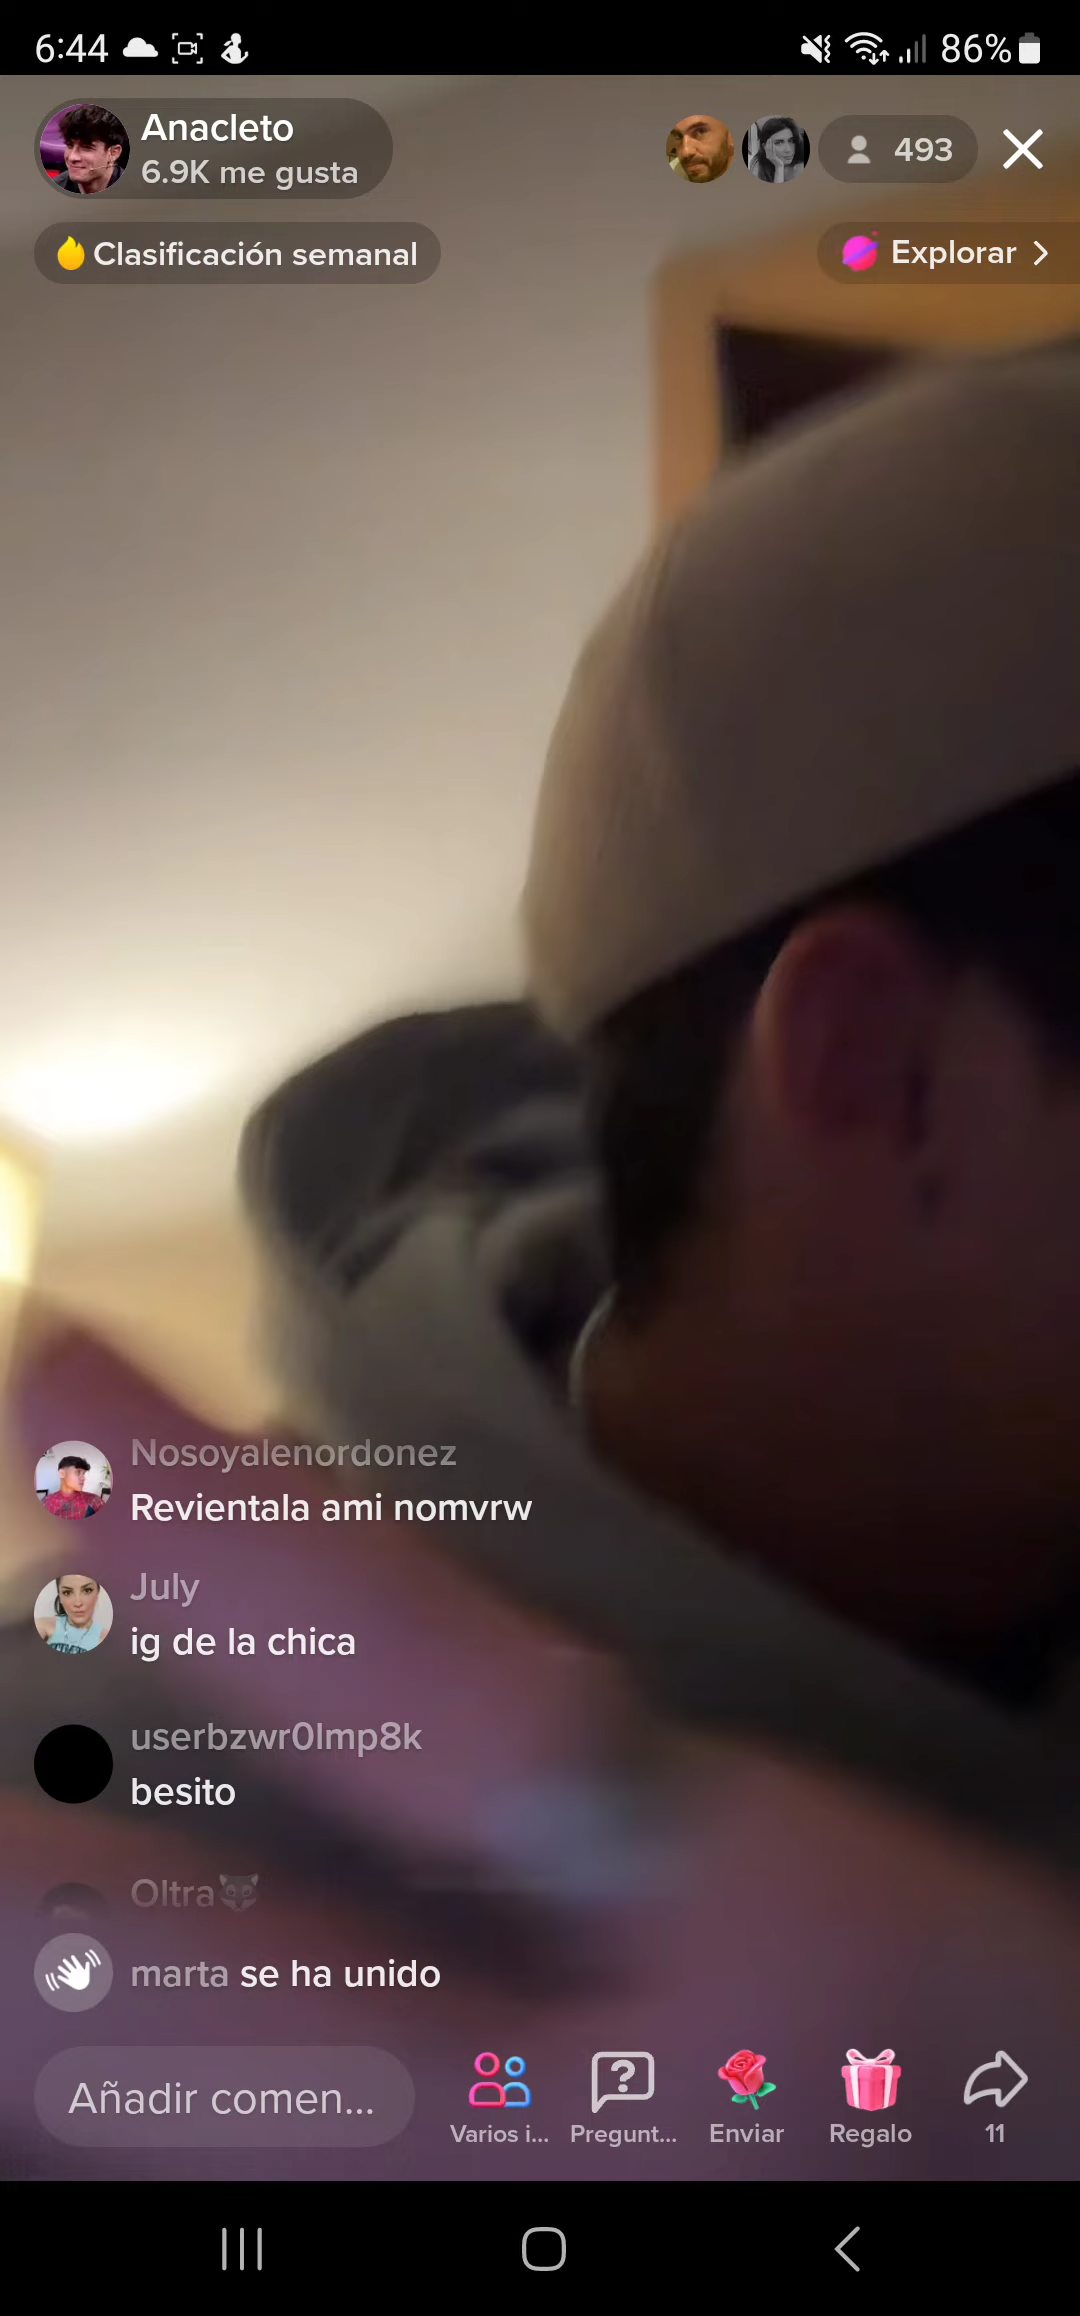 6:44
86%
Anacleto
6.9K me gusta
493
Clasificación semanal
Explorar
Nosoyalenordonez
Revientala ami nomvrw
July
ig de la chica
userbzwr0lmp8k
besito
Oltra
marta se ha unido
Añadir comen...
Varios i...
Pregunt...
Enviar
Regalo
11